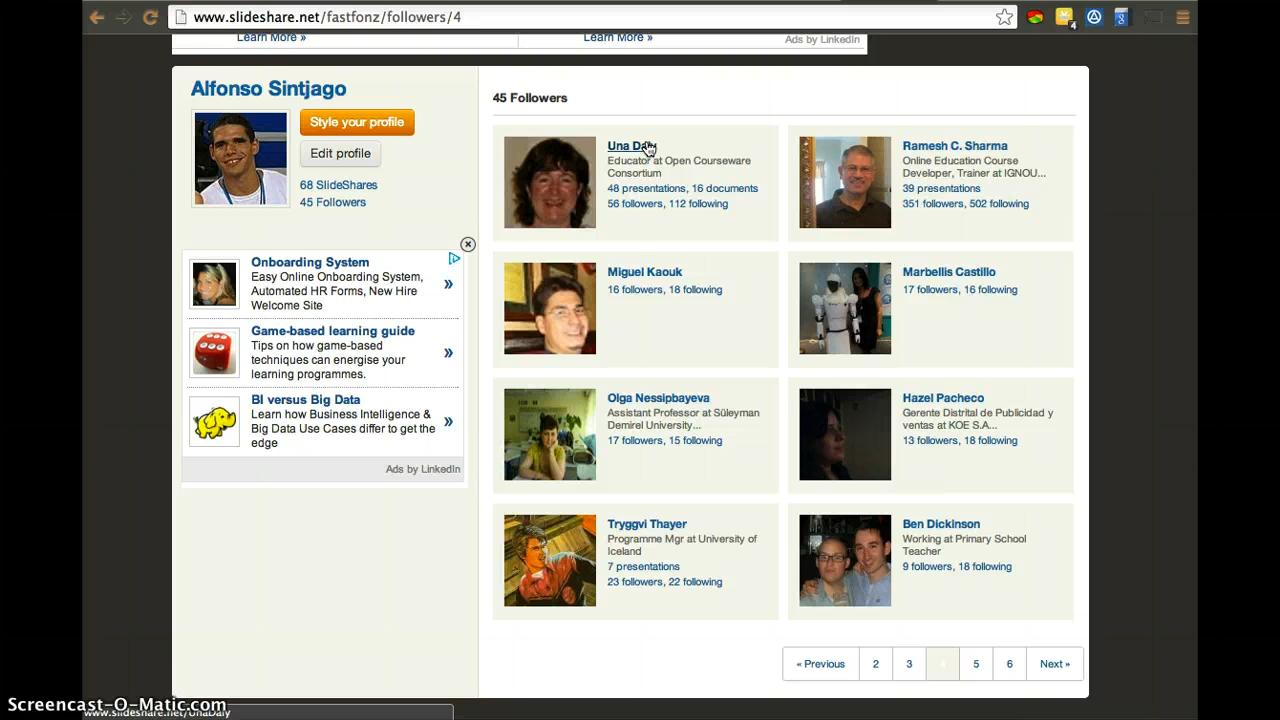 www.slideshare.net/fastfonz/followers/4
4
Learn More »
Learn More »
Ads by LinkedIn
Alfonso Sintjago
Style your profile
Edit profile
68 SlideShares
45 Followers
Onboarding System
Easy Online Onboarding System,
Automated HR Forms, New Hire
Welcome Site
»
Game-based learning guide
Tips on how game-based
techniques can energise your
learning programmes.
»
BI versus Big Data
Learn how Business Intelligence &
Big Data Use Cases differ to get the
edge
»
Ads by LinkedIn
45 Followers
Una Daly
Educator at Open Courseware
Consortium
48 presentations, 16 documents
56 followers, 112 following
Ramesh C. Sharma
Online Education Course
Developer, Trainer at IGNOU...
39 presentations
351 followers, 502 following
Miguel Kaouk
16 followers, 18 following
Marbellis Castillo
17 followers, 16 following
Olga Nessipbayeva
Assistant Professor at Süleyman
Demirel University...
17 followers, 15 following
Hazel Pacheco
Gerente Distrital de Publicidad y
ventas at KOE S.A...
13 followers, 18 following
Tryggvi Thayer
Programme Mgr at University of
Iceland
7 presentations
23 followers, 22 following
Ben Dickinson
Working at Primary School
Teacher
9 followers, 18 following
« Previous 2 3 4 5 6 Next »
Screencast-O-Matic.com
www.slideshare.net/UnaDaly